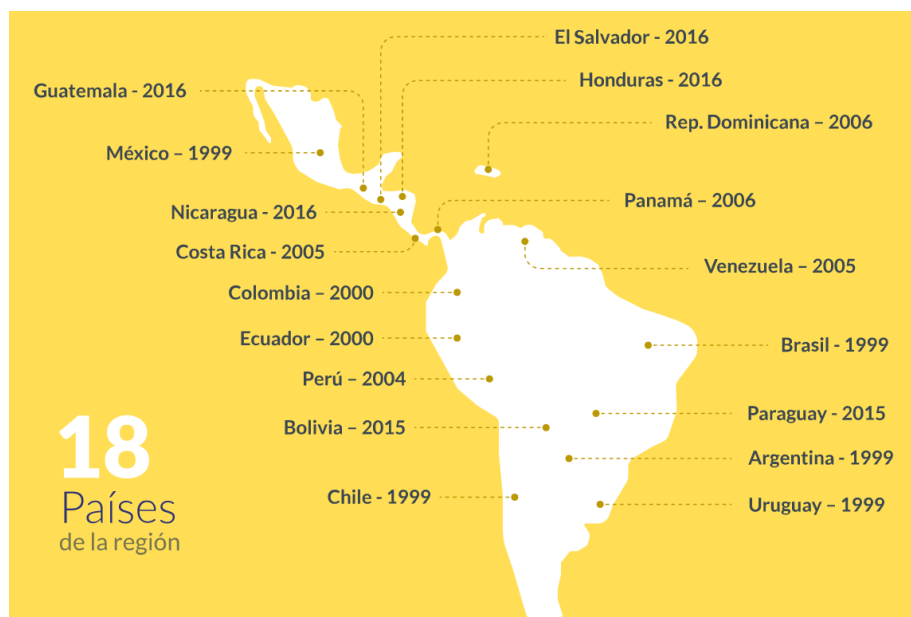 El Salvador - 2016
Honduras - 2016
Guatemala - 2016
Rep. Dominicana – 2006
México – 1999
Panamá – 2006
Nicaragua - 2016
Costa Rica - 2005
Venezuela – 2005
Colombia – 2000
Ecuador – 2000
Brasil - 1999
Perú – 2004
Paraguay - 2015
Bolivia – 2015
Argentina - 1999
Chile - 1999
Uruguay – 1999
18
Países
de la región